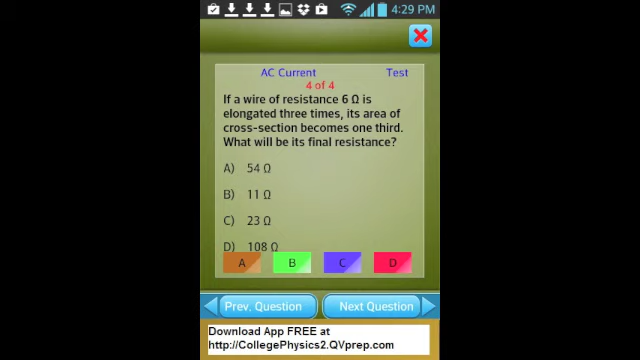 4:29 PM
AC Current Test
4 of 4
If a wire of resistance 6 Ω is
elongated three times, its area of
cross-section becomes one third.
What will be its final resistance?
A) 54 Ω
B) 11 Ω
C) 23 Ω
D) 108 Ω
A B C D
Prev. Question Next Question
Download App FREE at
http://CollegePhysics2.QVprep.com